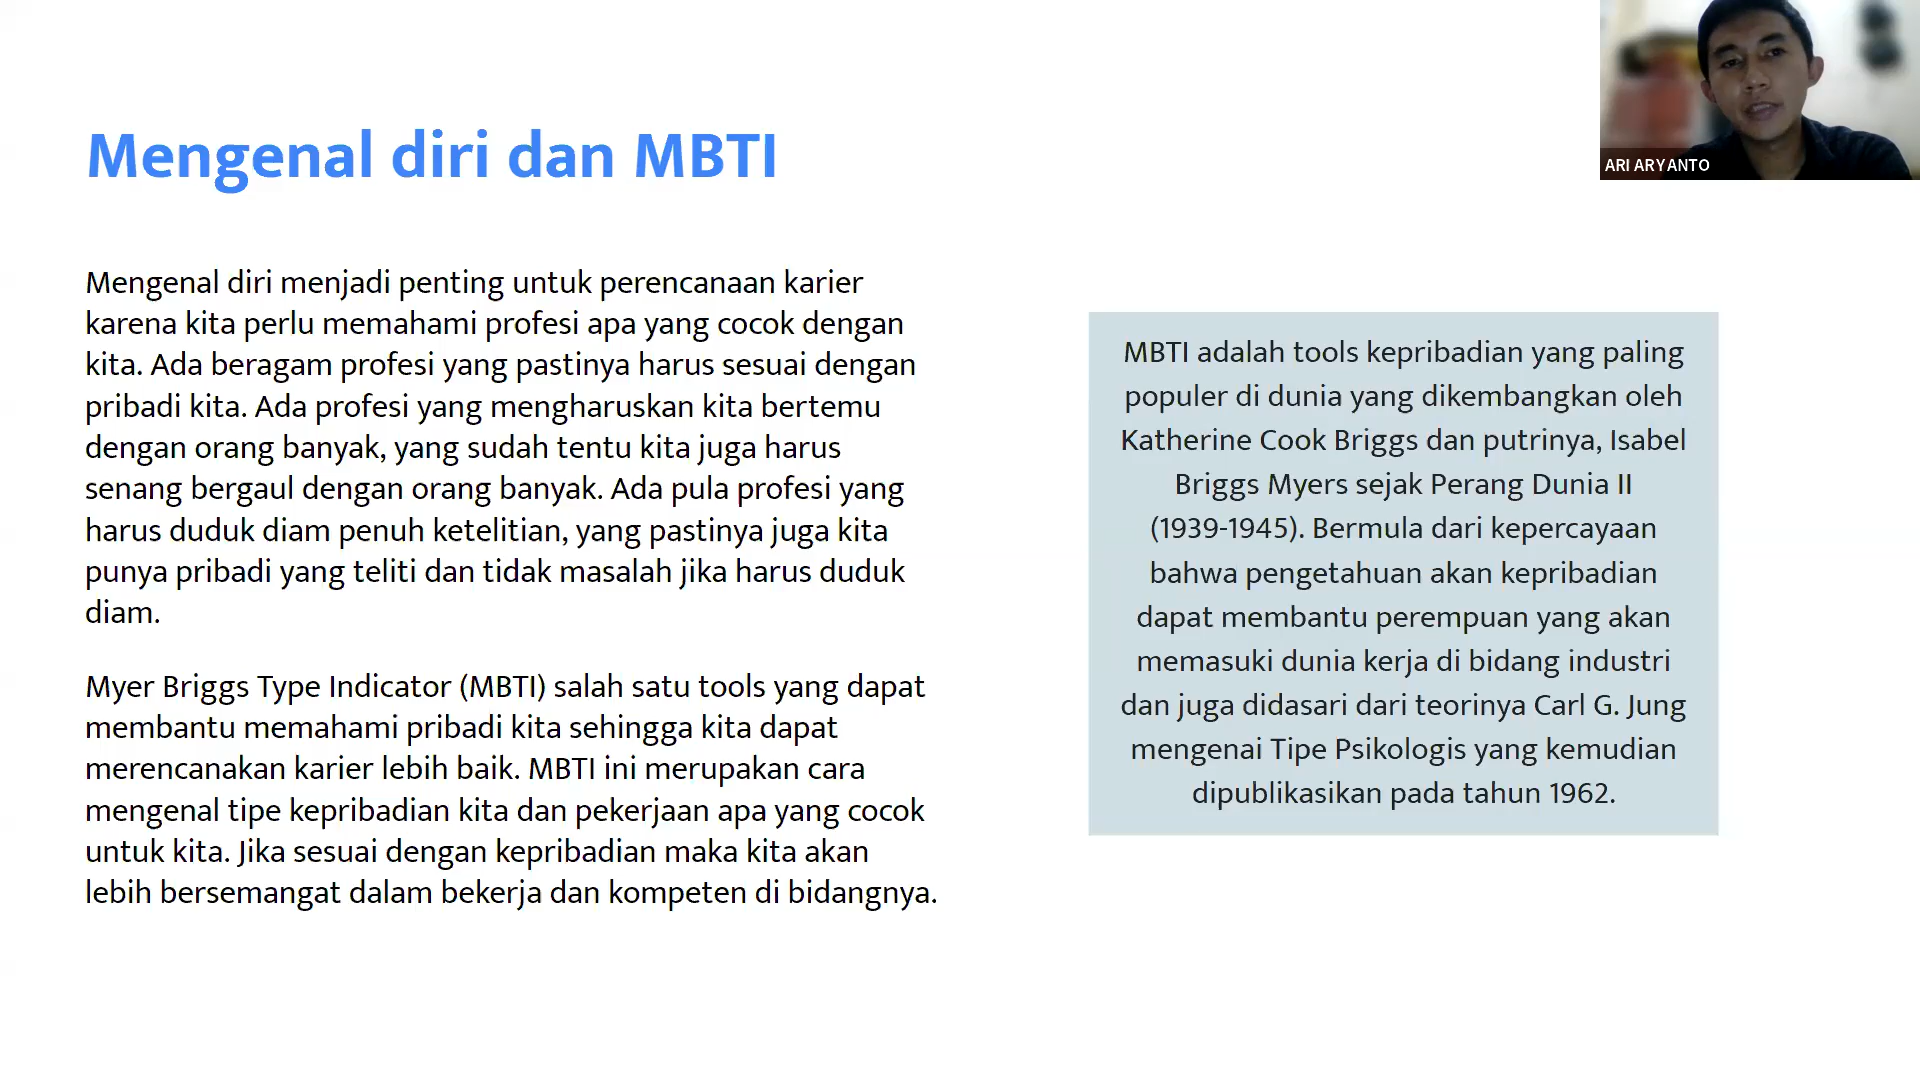 Mengenal diri dan MBTI
Mengenal diri menjadi penting untuk perencanaan karier
karena kita perlu memahami profesi apa yang cocok dengan
kita. Ada beragam profesi yang pastinya harus sesuai dengan
pribadi kita. Ada profesi yang mengharuskan kita bertemu
dengan orang banyak, yang sudah tentu kita juga harus
senang bergaul dengan orang banyak. Ada pula profesi yang
harus duduk diam penuh ketelitian, yang pastinya juga kita
punya pribadi yang teliti dan tidak masalah jika harus duduk
diam.
Myer Briggs Type Indicator (MBTI) salah satu tools yang dapat
membantu memahami pribadi kita sehingga kita dapat
merencanakan karier lebih baik. MBTI ini merupakan cara
mengenal tipe kepribadian kita dan pekerjaan apa yang cocok
untuk kita. Jika sesuai dengan kepribadian maka kita akan
lebih bersemangat dalam bekerja dan kompeten di bidangnya.
MBTI adalah tools kepribadian yang paling
populer di dunia yang dikembangkan oleh
Katherine Cook Briggs dan putrinya, Isabel
Briggs Myers sejak Perang Dunia II
(1939-1945). Bermula dari kepercayaan
bahwa pengetahuan akan kepribadian
dapat membantu perempuan yang akan
memasuki dunia kerja di bidang industri
dan juga didasari dari teorinya Carl G. Jung
mengenai Tipe Psikologis yang kemudian
dipublikasikan pada tahun 1962.
ARI ARYANTO